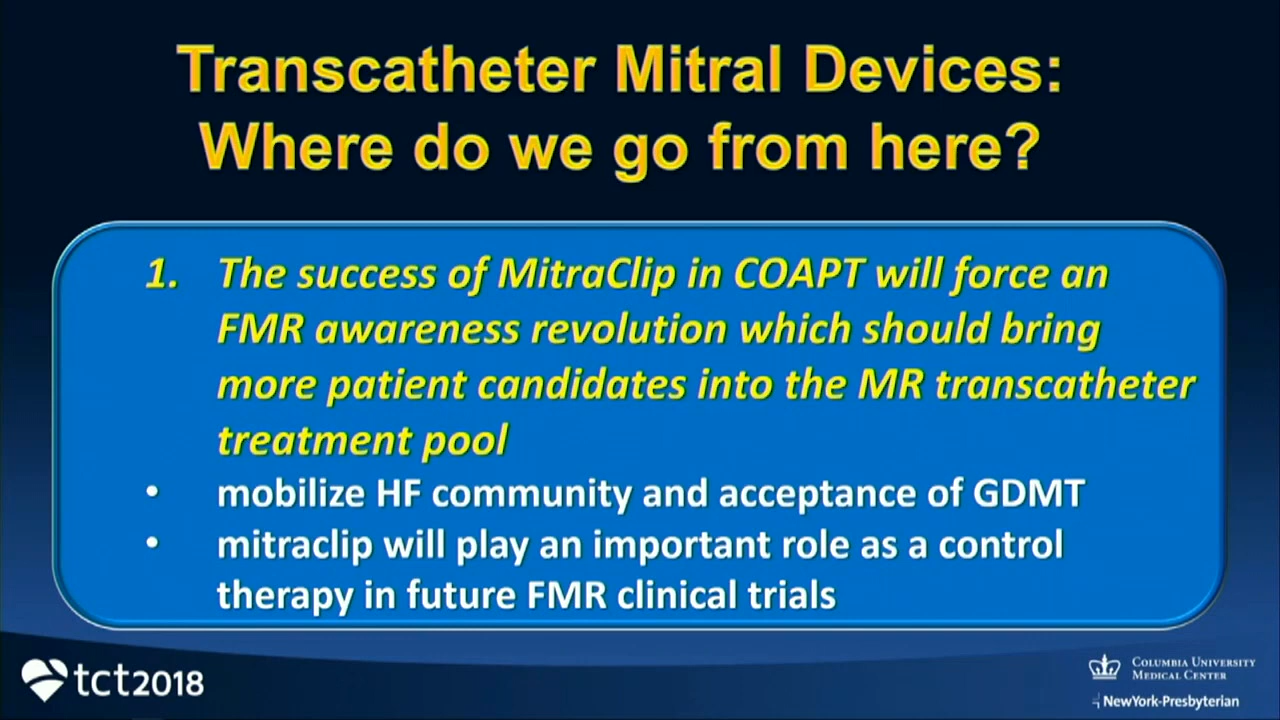 Transcatheter Mitral Devices:
Where do we go from here?
1. The success of MitraClip in COAPT will force an
FMR awareness revolution which should bring
more patient candidates into the MR transcatheter
treatment pool
• mobilize HF community and acceptance of GDMT
• mitraclip will play an important role as a control
therapy in future FMR clinical trials
tct2018
COLUMBIA UNIVERSITY
MEDICAL CENTER
NewYork-Presbyterian